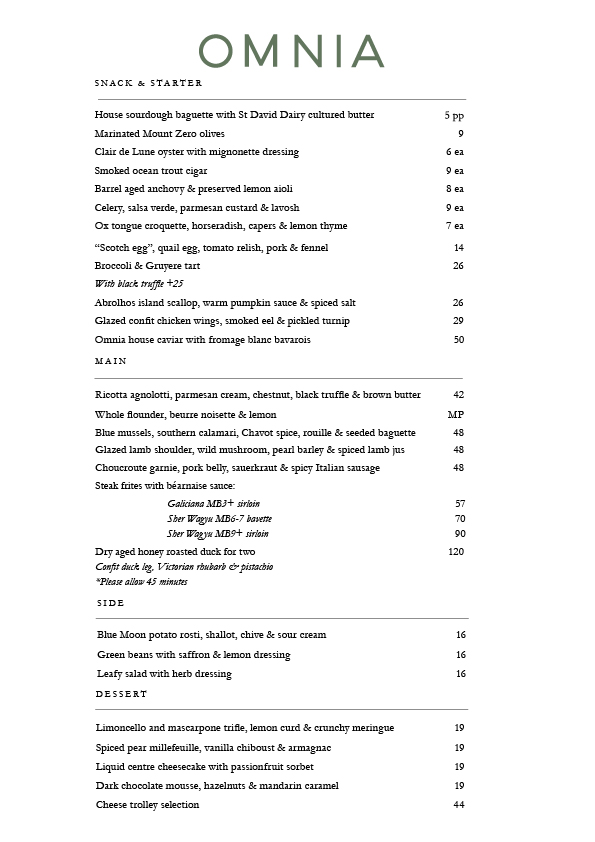 OMNIA
SNACK & STARTER
House sourdough baguette with St David Dairy cultured butter 5 pp
Marinated Mount Zero olives 9
Clair de Lune oyster with mignonette dressing 6 ea
Smoked ocean trout cigar 9 ea
Barrel aged anchovy & preserved lemon aioli 8 ea
Celery, salsa verde, parmesan custard & lavosh 9 ea
Ox tongue croquette, horseradish, capers & lemon thyme 7 ea
“Scotch egg”, quail egg, tomato relish, pork & fennel 14
Broccoli & Gruyere tart 26
With black truffle +25
Abrolhos island scallop, warm pumpkin sauce & spiced salt 26
Glazed confit chicken wings, smoked eel & pickled turnip 29
Omnia house caviar with fromage blanc bavarois 50
MAIN
Ricotta agnolotti, parmesan cream, chestnut, black truffle & brown butter 42
Whole flounder, beurre noisette & lemon MP
Blue mussels, southern calamari, Chavot spice, rouille & seeded baguette 48
Glazed lamb shoulder, wild mushroom, pearl barley & spiced lamb jus 48
Choucroute garnie, pork belly, sauerkraut & spicy Italian sausage 48
Steak frites with béarnaise sauce:
Galiciana MB3+ sirloin 57
Sher Wagyu MB6-7 bavette 70
Sher Wagyu MB9+ sirloin 90
Dry aged honey roasted duck for two 120
Confit duck leg, Victorian rhubarb & pistachio
*Please allow 45 minutes
SIDE
Blue Moon potato rosti, shallot, chive & sour cream 16
Green beans with saffron & lemon dressing 16
Leafy salad with herb dressing 16
DESSERT
Limoncello and mascarpone trifle, lemon curd & crunchy meringue 19
Spiced pear millefeuille, vanilla chiboust & armagnac 19
Liquid centre cheesecake with passionfruit sorbet 19
Dark chocolate mousse, hazelnuts & mandarin caramel 19
Cheese trolley selection 44